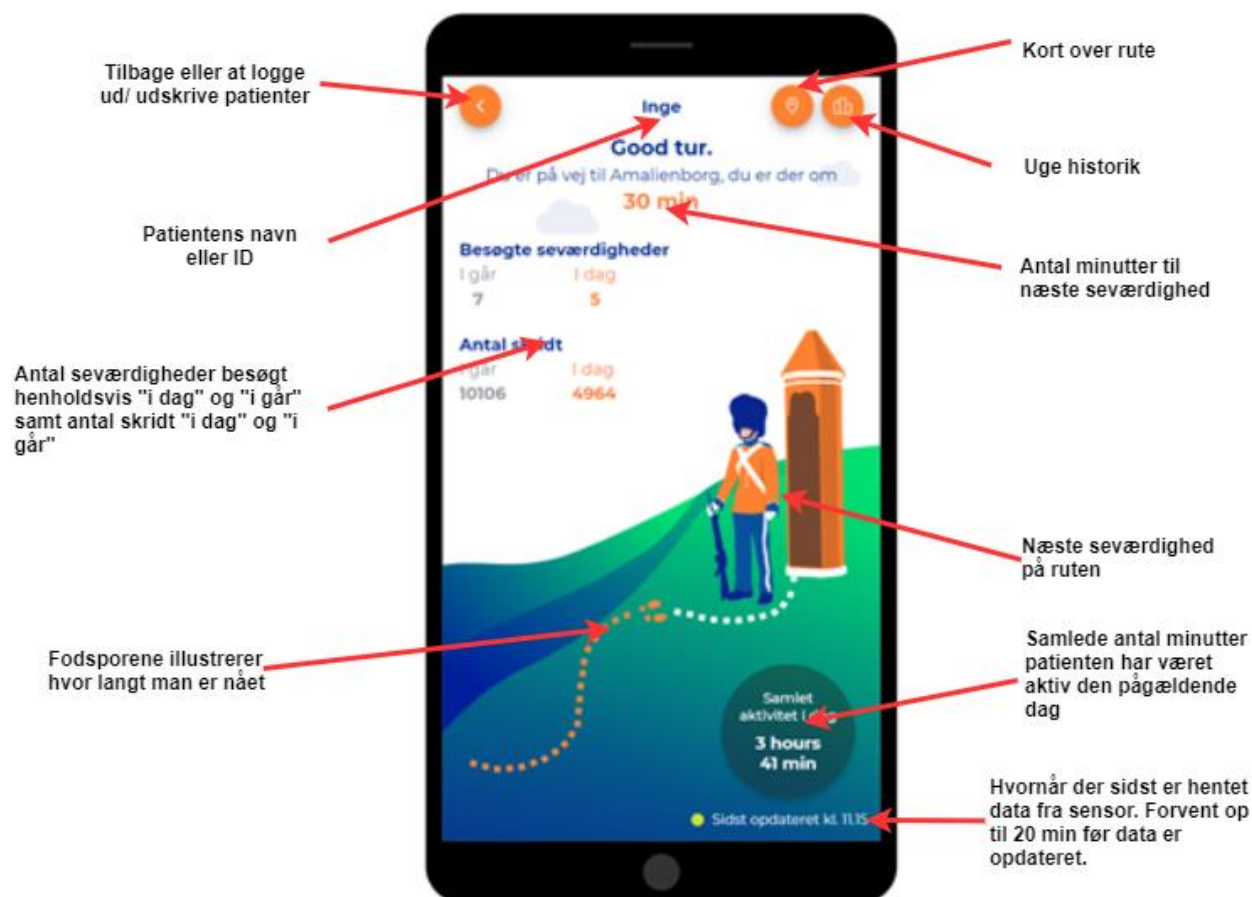 Tilbage eller at logge
ud/ udskrive patienter
Patientens navn
eller ID
Antal seværdigheder besøgt
henholdsvis "i dag" og "i går"
samt antal skridt "i dag" og "i
går"
Fodsporene illustrerer
hvor langt man er nået
Inge
Good tur.
Du er på vej til Amalienborg, du er der om
30 min
Besøgte seværdigheder
I går I dag
7 5
Antal skridt
I går I dag
10106 4964
Samlet
aktivitet i dag
3 hours
41 min
Sidst opdateret kl. 11.15
Kort over rute
Uge historik
Antal minutter til
næste seværdighed
Næste seværdighed
på ruten
Samlede antal minutter
patienten har været
aktiv den pågældende
dag
Hvornår der sidst er hentet
data fra sensor. Forvent op
til 20 min før data er
opdateret.